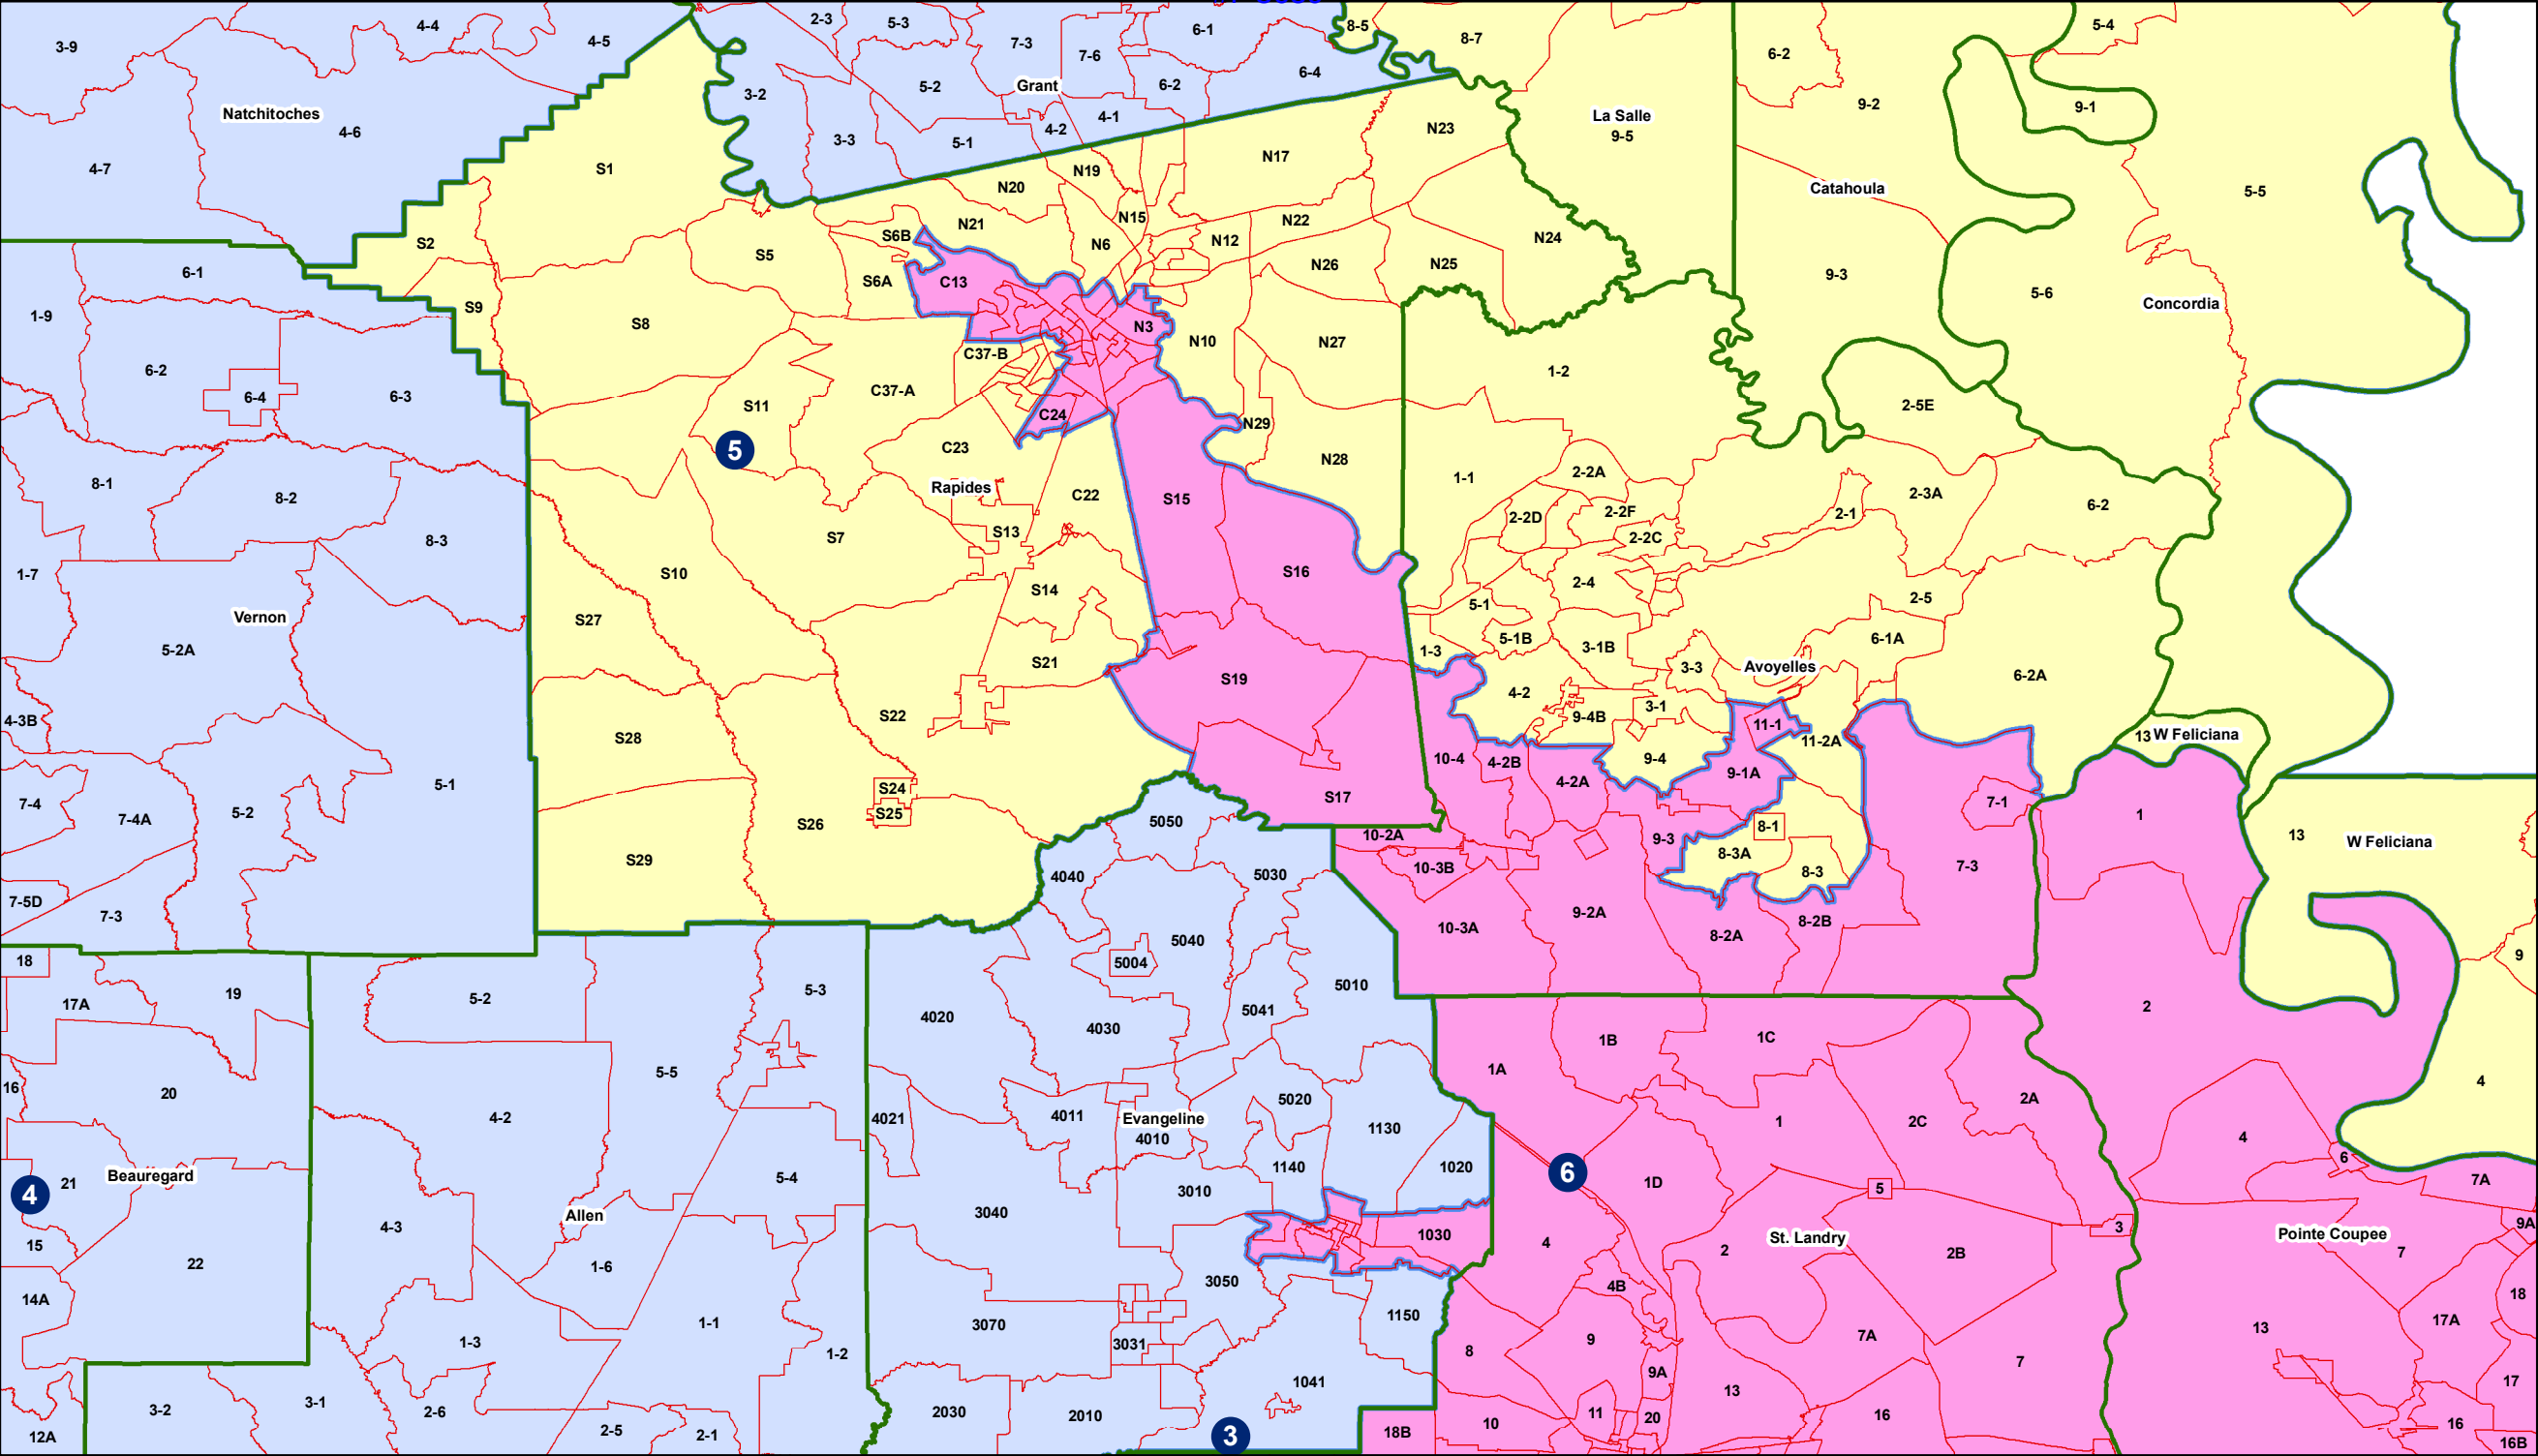 3-9
4-4
4-5
2-3
5-3
7-3
7-6
6-1
8-5
8-7
6-2
5-4
Natchitoches
4-6
4-7
3-2
3-3
5-2
Grant
6-2
6-4
4-2
4-1
5-1
La Salle
9-5
9-2
9-1
Catahoula
5-5
S1
N20
N19
N17
N23
S2
S5
S6B
N21
N15
N6
N12
N22
N24
6-1
S9
S6A
C13
N26
N25
9-3
5-6
Concordia
1-9
S8
N3
N10
N27
6-2
6-4
6-3
C37-B
C37-A
1-2
S11
C24
N29
2-5E
5
C23
N28
8-1
8-2
Rapides
C22
S15
1-1
2-2A
2-3A
6-2
8-3
S7
S13
2-2D
2-2F
2-1
2-2C
1-7
S10
S14
S16
2-4
5-1
2-5
Vernon
S27
5-2A
S21
S19
1-3
5-1B
3-1B
3-3
Avoyelles
6-1A
6-2A
4-3B
S28
S22
4-2
9-4B
3-1
11-1
11-2A
13
W Feliciana
7-4
7-4A
5-2
5-1
S24
S25
S26
S17
10-4
4-2B
4-2A
9-4
9-1A
7-1
1
13
W Feliciana
S29
5050
10-2A
9-3
8-1
8-3A
8-3
7-3
7-5D
7-3
4040
5030
10-3B
10-3A
9-2A
8-2A
8-2B
18
17A
19
5-2
5-3
5040
5004
5010
9
4020
4030
5041
2
1B
1C
1A
16
20
5-5
4-2
4021
4011
Evangeline
4010
5020
1130
1
2C
2A
4
4
21
Beauregard
4
5-4
1140
1020
3010
6
1D
5
6
7A
15
22
4-3
Allen
1-6
3040
1030
4
2
St. Landry
2B
3
Pointe Coupee
7
9A
14A
3050
4B
18
1-3
1-1
1-2
3070
3031
1150
8
9
7A
7
13
17A
3-2
3-1
2-6
2-5
2-1
2030
2010
1041
3
9A
13
17
12A
18B
10
11
20
16
16
16B